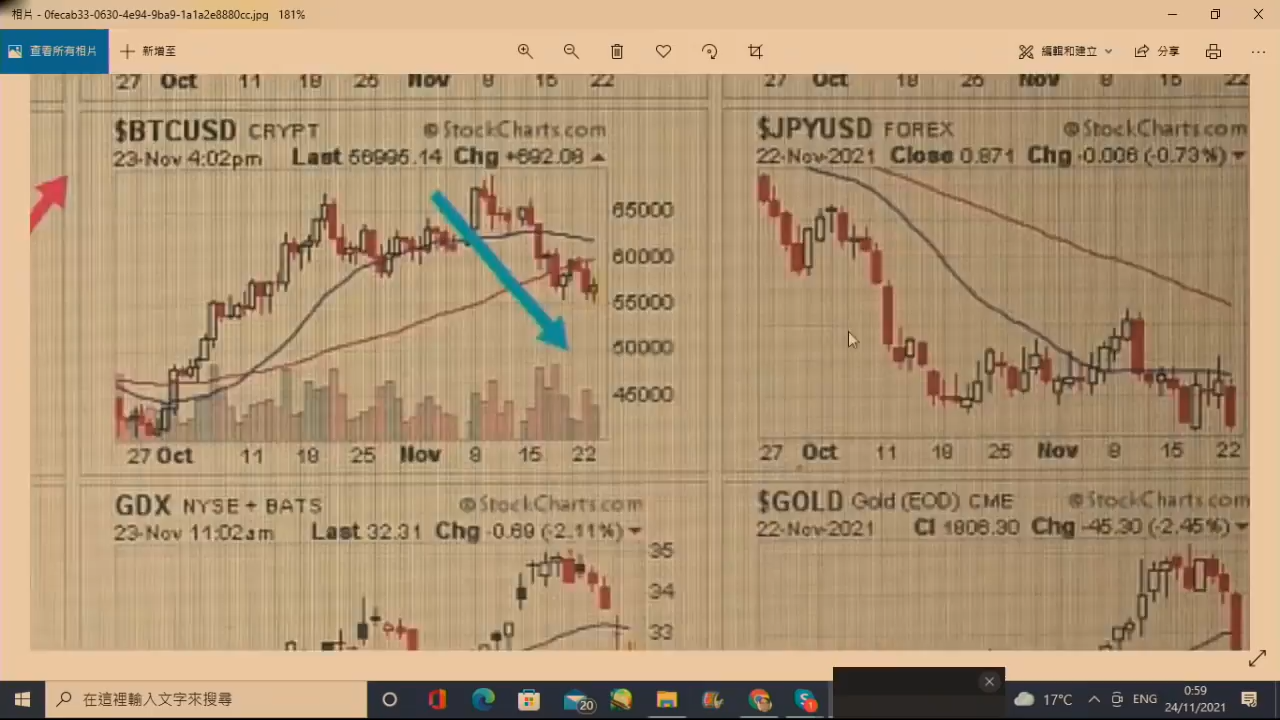 相片 - 0fecab33-0630-4e94-9ba9-1a1a2e8880cc.jpg 181%
查看所有相片 新增至 編輯和建立 分享
27 Oct 11 18 25 Nov 8 15 22
Oct 18 25 Nov 8 15 22
$BTCUSD CRYPT © StockCharts.com
23-Nov 4:02pm Last 56995.14 Chg +692.08
65000
60000
55000
50000
45000
27 Oct 11 18 25 Nov 8 15 22
$JPYUSD FOREX © StockCharts.com
22-Nov-2021 Close 0.871 Chg -0.006 (-0.73%)
27 Oct 11 18 25 Nov 8 15 22
GDX NYSE + BATS © StockCharts.com
23-Nov 11:02am Last 32.31 Chg -0.69 (-2.11%)
35
34
33
$GOLD Gold (EOD) CME © StockCharts.com
22-Nov-2021 Cl 1806.30 Chg -45.30 (-2.45%)
在這裡輸入文字來搜尋
20
17°C
ENG
0:59
24/11/2021